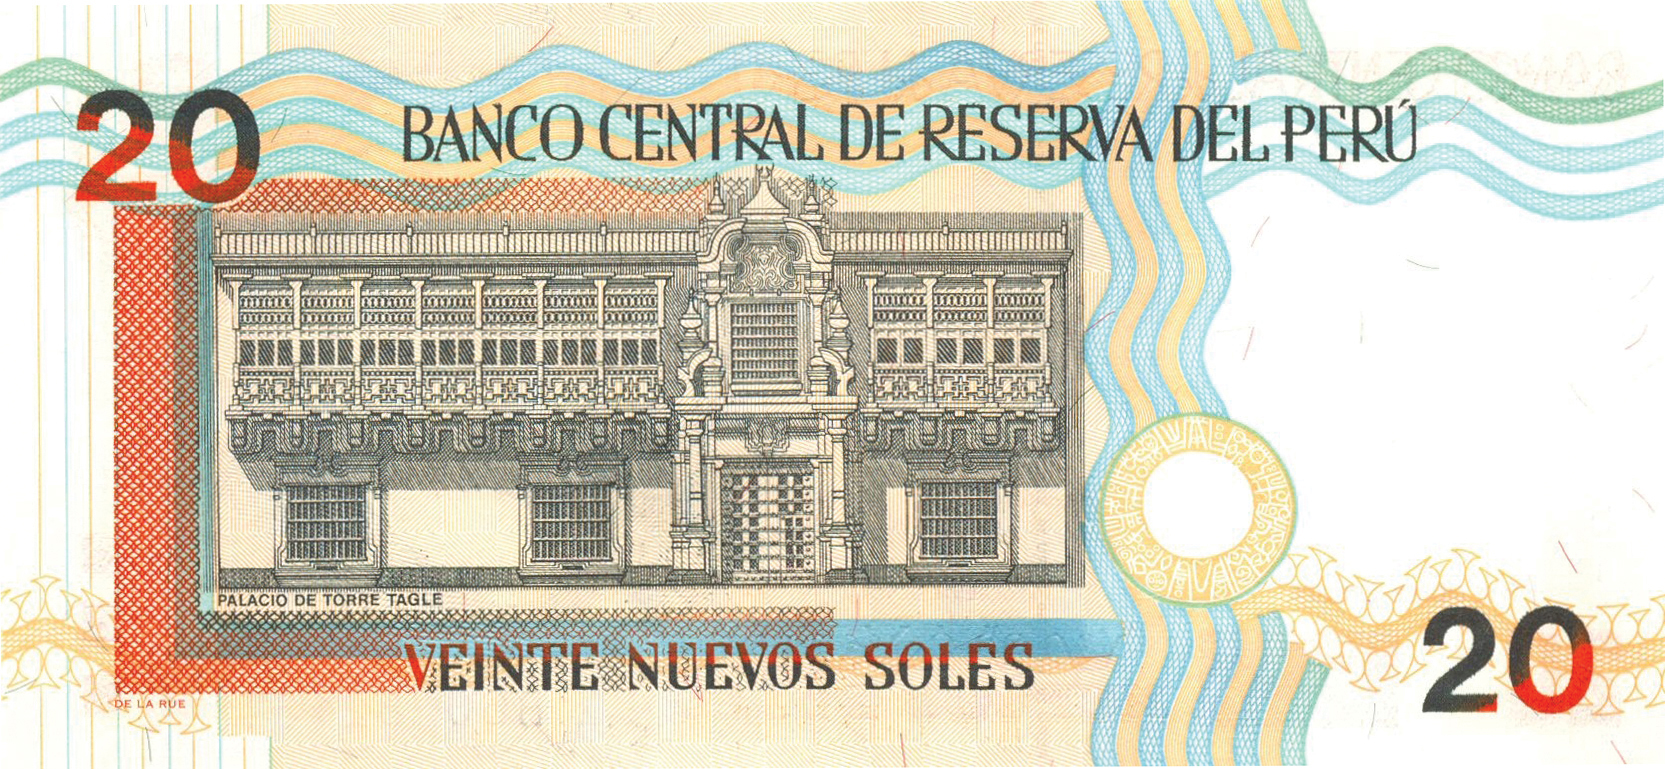 20
BANCO CENTRAL DE RESERVA DEL PERÚ
PALACIO DE TORRE TAGLE
VEINTE NUEVOS SOLES
DE LA RUE
20